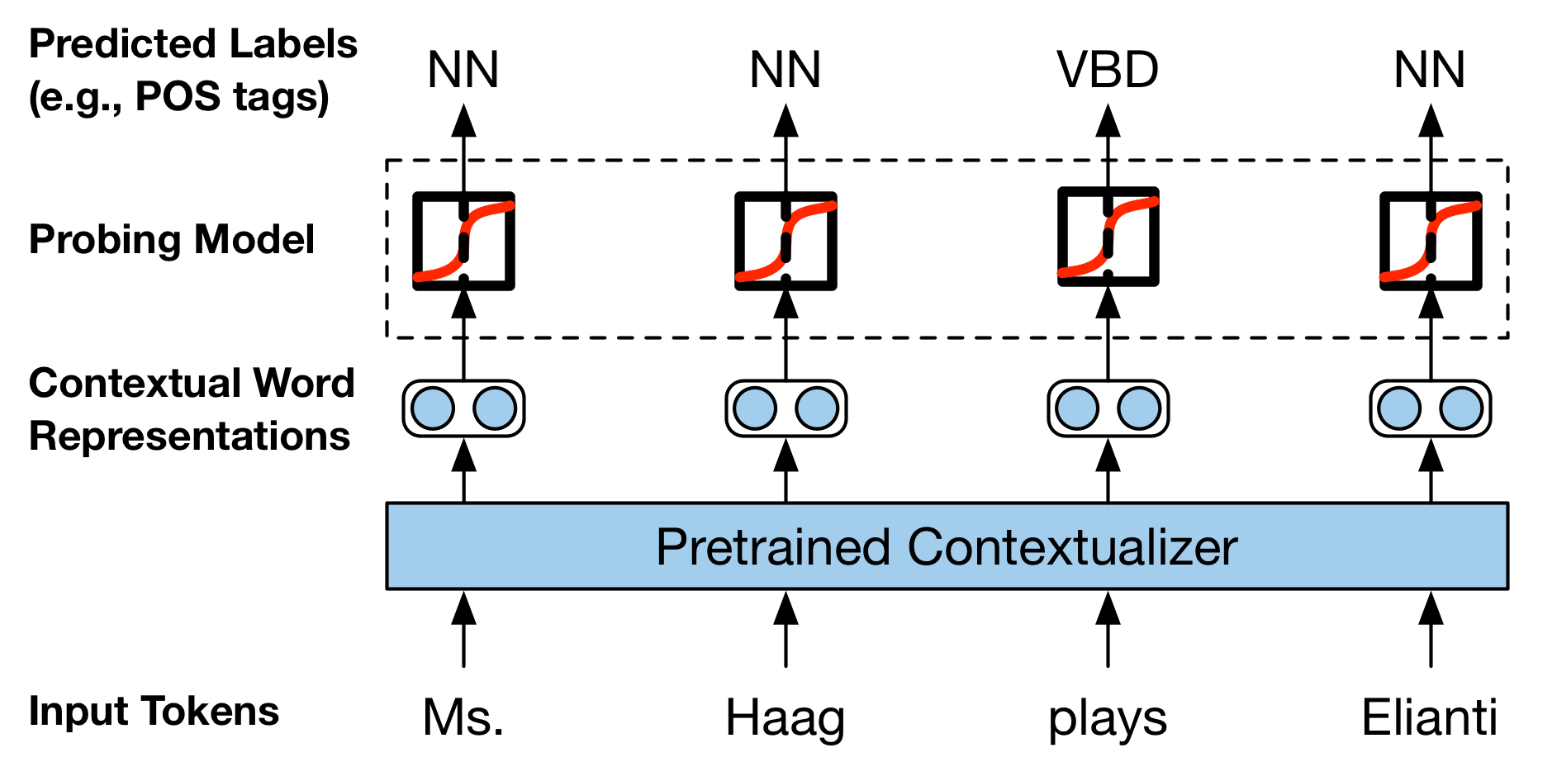 Predicted Labels
(e.g., POS tags)
NN NN VBD NN
Probing Model
Contextual Word
Representations
Pretrained Contextualizer
Input Tokens
Ms. Haag plays Elianti